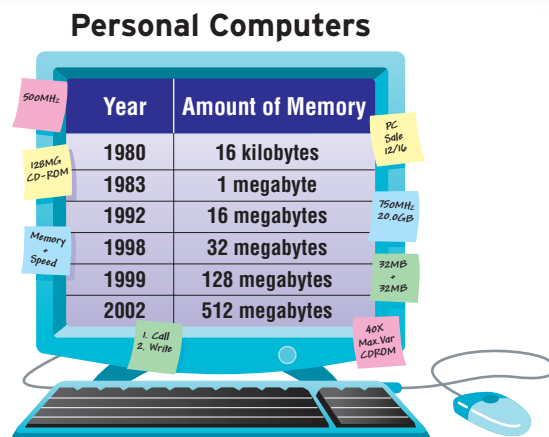 Personal Computers
500MHz
128MG
CD-ROM
Memory
+
Speed
Year Amount of Memory
1980 16 kilobytes
1983 1 megabyte
1992 16 megabytes
1998 32 megabytes
1999 128 megabytes
2002 512 megabytes
PC
Sale
12/16
750MHz
20.0GB
32MB
+
32MB
1. Call
2. Write
40X
Max.Var
CDROM